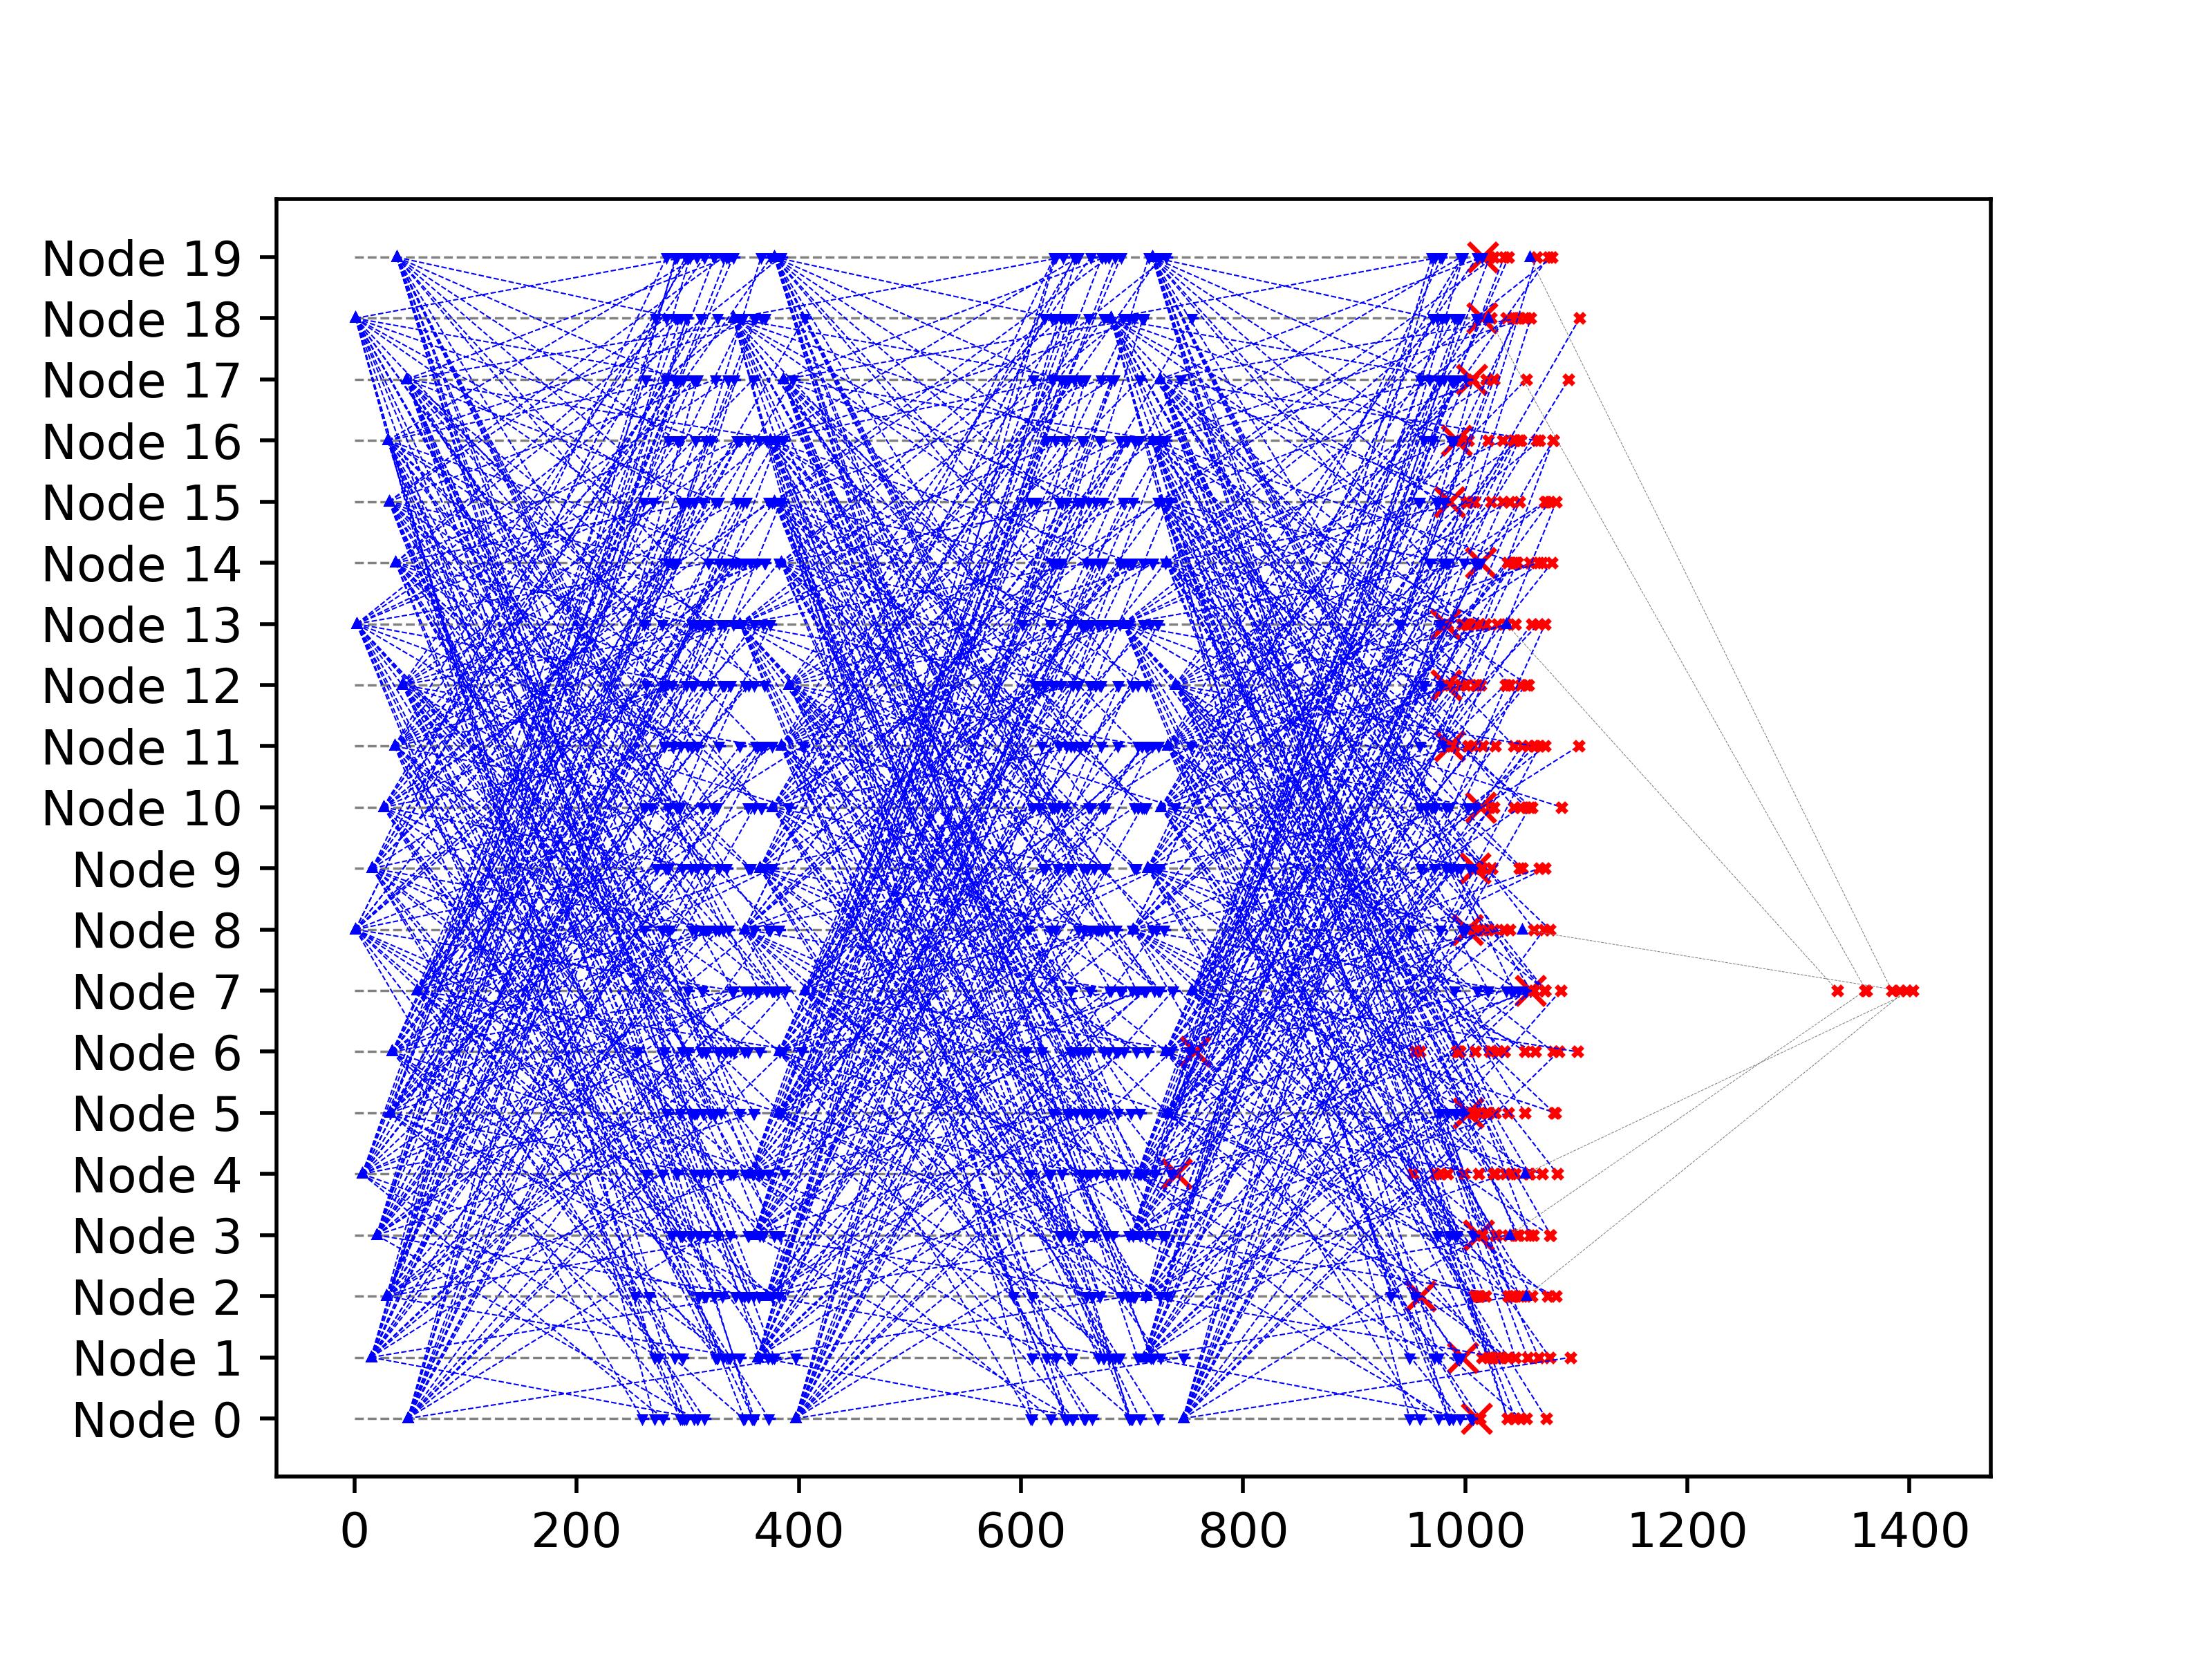 Node 19
Node 18
Node 17
Node 16
Node 15
Node 14
Node 13
Node 12
Node 11
Node 10
Node 9
Node 8
Node 7
Node 6
Node 5
Node 4
Node 3
Node 2
Node 1
Node 0
0 200 400 600 800 1000 1200 1400